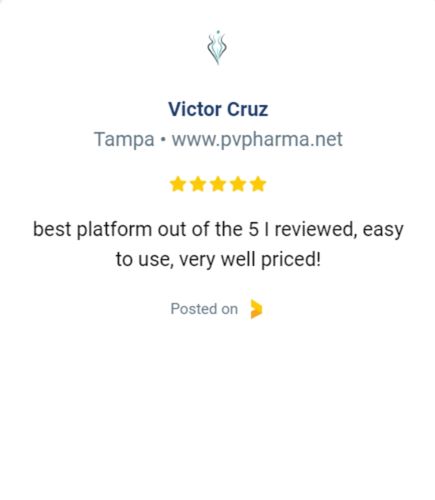 Victor Cruz
Tampa • www.pvpharma.net
best platform out of the 5 I reviewed, easy
to use, very well priced!
Posted on